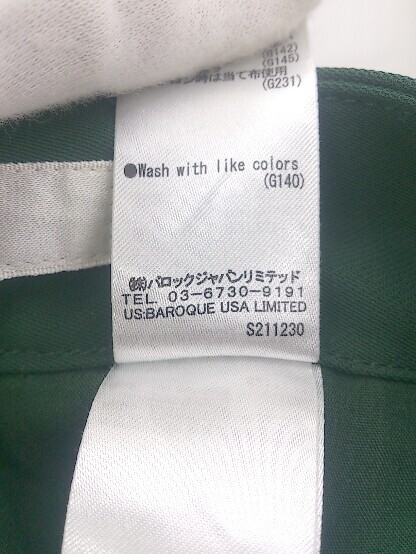 (G142)
(G145)
は当て布使用
(G231)
●Wash with like colors
(G140)
㈱バロックジャパンリミテッド
TEL. 03-6730-9191
US:BAROQUE USA LIMITED
S211230